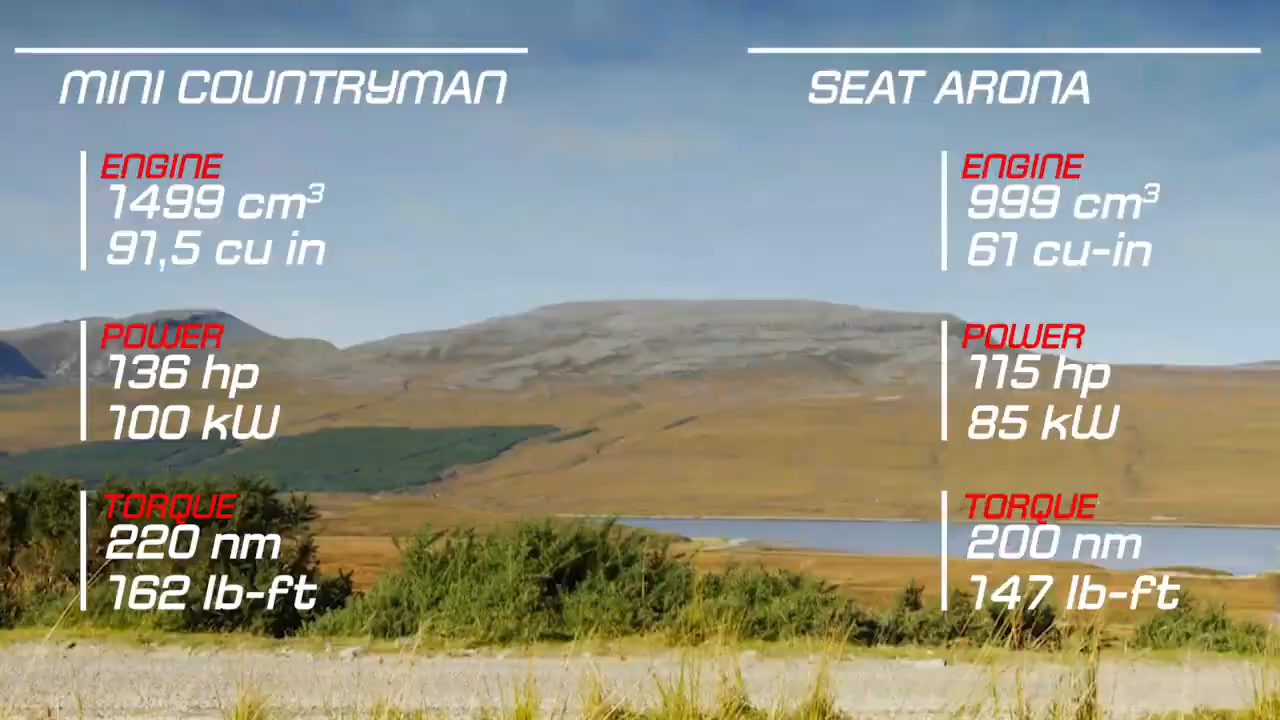 MINI COUNTRYMAN
ENGINE
1499 cm³
91,5 cu in
POWER
136 hp
100 kW
TORQUE
220 nm
162 lb-ft
SEAT ARONA
ENGINE
999 cm³
61 cu-in
POWER
115 hp
85 kW
TORQUE
200 nm
147 lb-ft